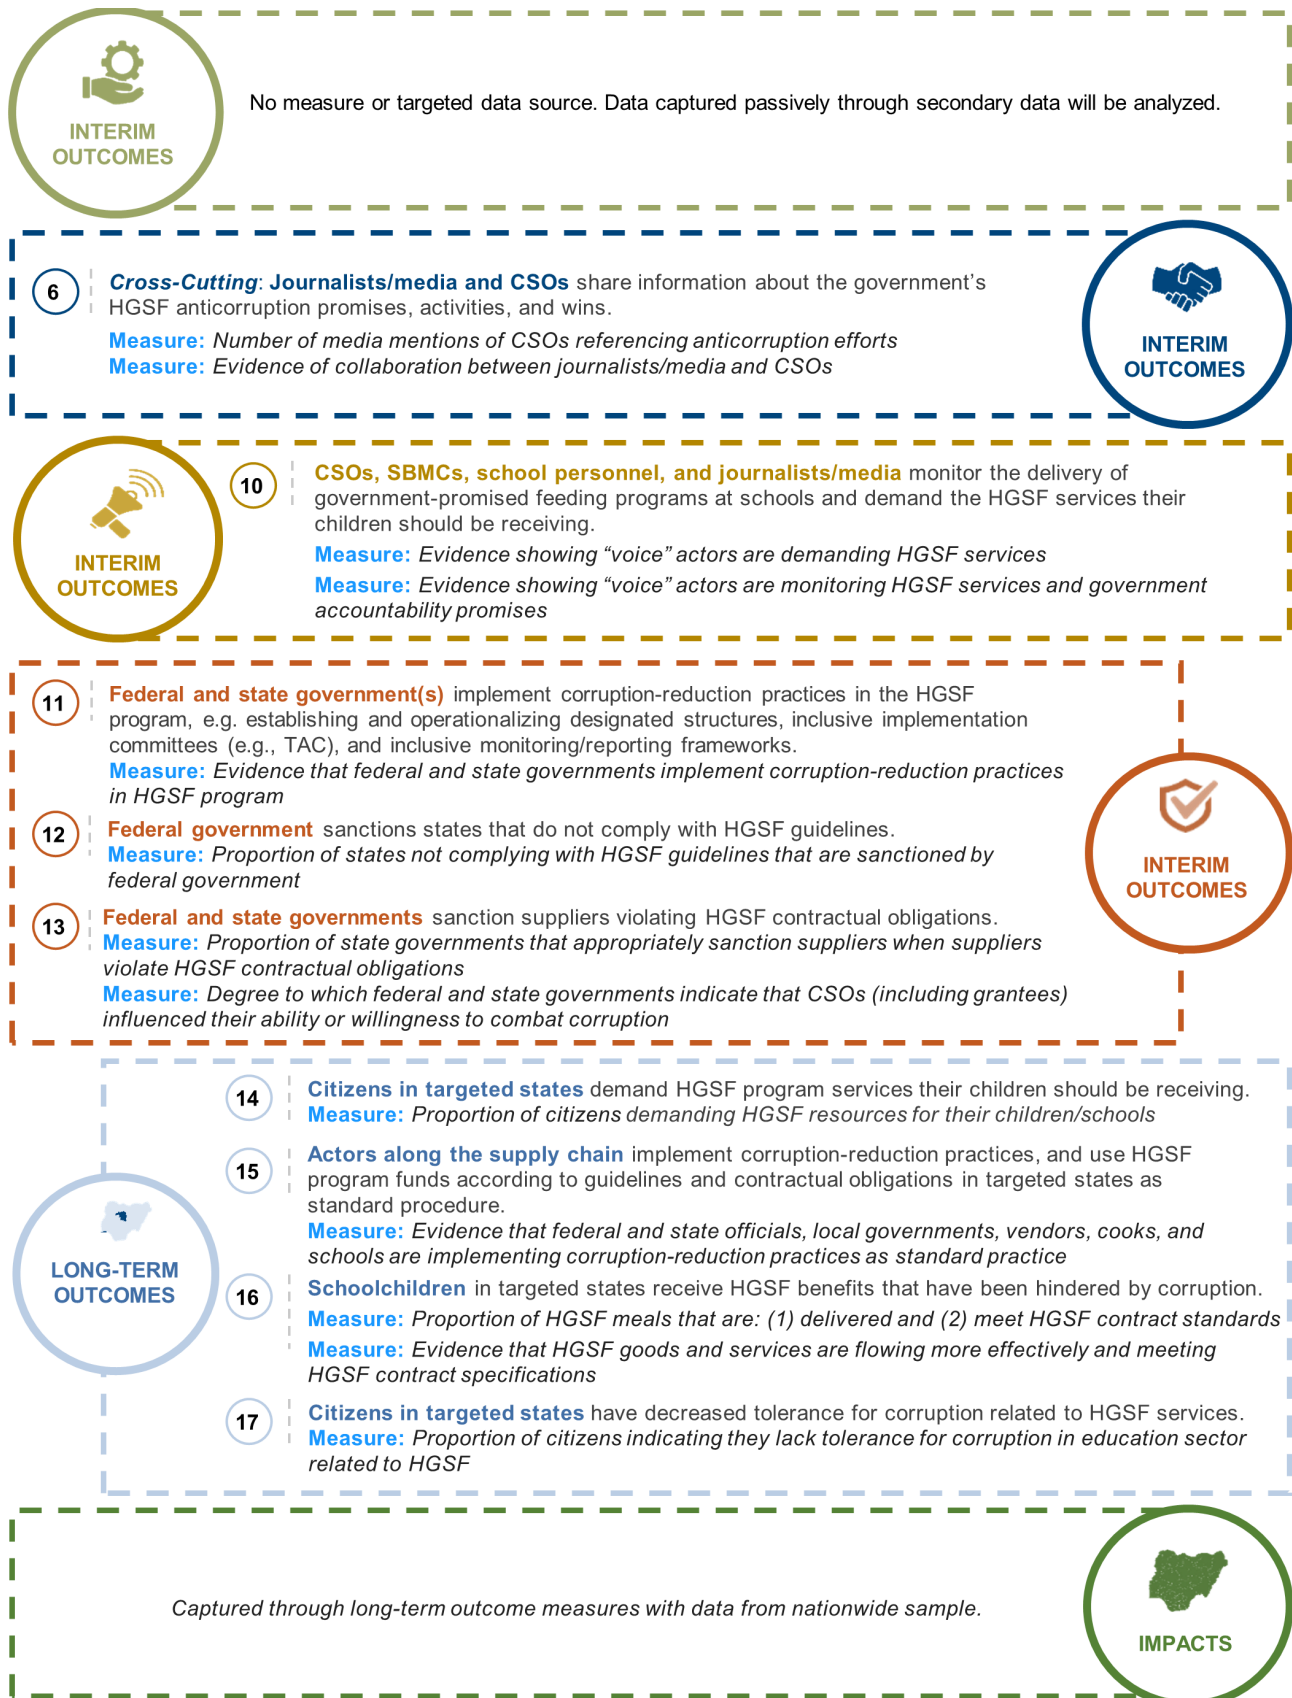 INTERIM
OUTCOMES
No measure or targeted data source. Data captured passively through secondary data will be analyzed.
6
Cross-Cutting: Journalists/media and CSOs share information about the government’s
HGSF anticorruption promises, activities, and wins.
Measure: Number of media mentions of CSOs referencing anticorruption efforts
Measure: Evidence of collaboration between journalists/media and CSOs
INTERIM
OUTCOMES
INTERIM
OUTCOMES
10
CSOs, SBMCs, school personnel, and journalists/media monitor the delivery of
government-promised feeding programs at schools and demand the HGSF services their
children should be receiving.
Measure: Evidence showing “voice” actors are demanding HGSF services
Measure: Evidence showing “voice” actors are monitoring HGSF services and government
accountability promises
11
Federal and state government(s) implement corruption-reduction practices in the HGSF
program, e.g. establishing and operationalizing designated structures, inclusive implementation
committees (e.g., TAC), and inclusive monitoring/reporting frameworks.
Measure: Evidence that federal and state governments implement corruption-reduction practices
in HGSF program
12
Federal government sanctions states that do not comply with HGSF guidelines.
Measure: Proportion of states not complying with HGSF guidelines that are sanctioned by
federal government
13
Federal and state governments sanction suppliers violating HGSF contractual obligations.
Measure: Proportion of state governments that appropriately sanction suppliers when suppliers
violate HGSF contractual obligations
Measure: Degree to which federal and state governments indicate that CSOs (including grantees)
influenced their ability or willingness to combat corruption
INTERIM
OUTCOMES
LONG-TERM
OUTCOMES
14
Citizens in targeted states demand HGSF program services their children should be receiving.
Measure: Proportion of citizens demanding HGSF resources for their children/schools
15
Actors along the supply chain implement corruption-reduction practices, and use HGSF
program funds according to guidelines and contractual obligations in targeted states as
standard procedure.
Measure: Evidence that federal and state officials, local governments, vendors, cooks, and
schools are implementing corruption-reduction practices as standard practice
16
Schoolchildren in targeted states receive HGSF benefits that have been hindered by corruption.
Measure: Proportion of HGSF meals that are: (1) delivered and (2) meet HGSF contract standards
Measure: Evidence that HGSF goods and services are flowing more effectively and meeting
HGSF contract specifications
17
Citizens in targeted states have decreased tolerance for corruption related to HGSF services.
Measure: Proportion of citizens indicating they lack tolerance for corruption in education sector
related to HGSF
Captured through long-term outcome measures with data from nationwide sample.
IMPACTS